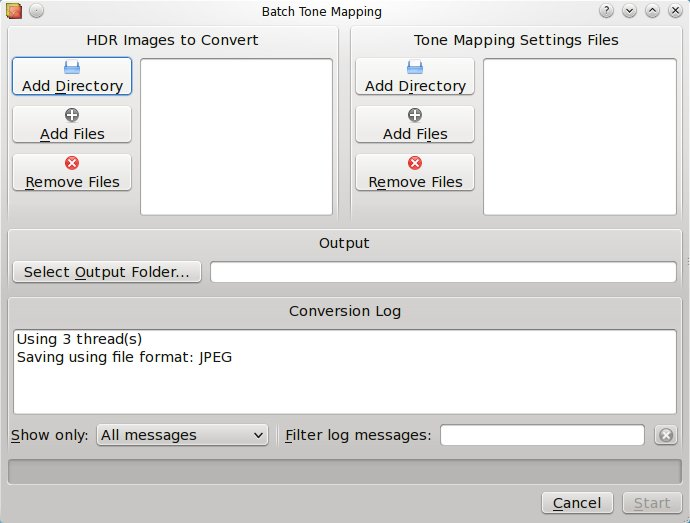 Batch Tone Mapping
HDR Images to Convert
Add Directory
Add Files
Remove Files
Tone Mapping Settings Files
Add Directory
Add Files
Remove Files
Output
Select Output Folder...
Conversion Log
Using 3 thread(s)
Saving using file format: JPEG
Show only: All messages Filter log messages:
Cancel Start